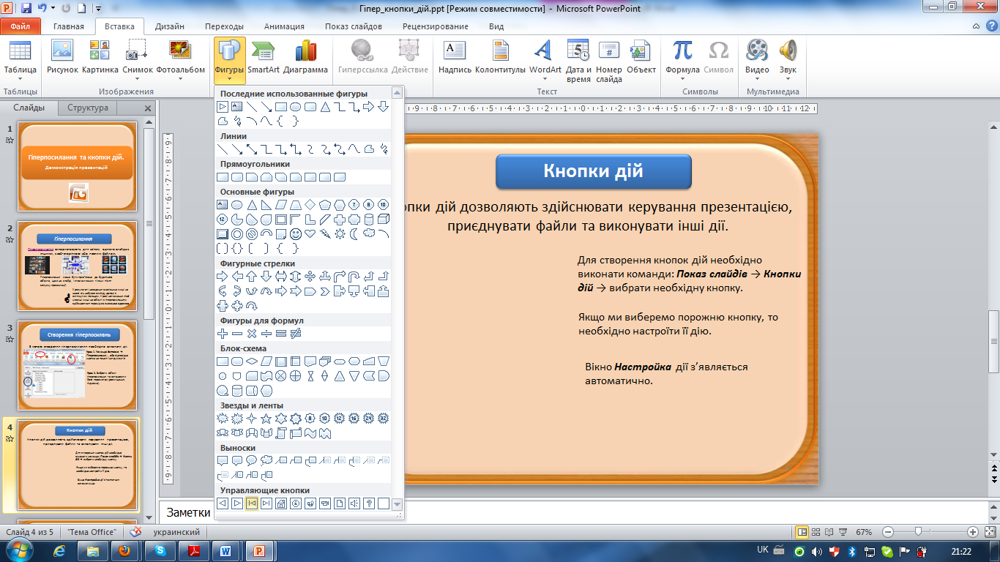 Гіпер_кнопки_дій.ppt [Режим совместимости] - Microsoft PowerPoint
Файл Главная Вставка Дизайн Переходы Анимация Показ слайдов Рецензирование Вид
Таблица Рисунок Картинка Снимок Фотоальбом Фигуры SmartArt Диаграмма Гиперссылка Действие Надпись Колонтитулы WordArt Дата и время Номер слайда Объект Формула Символ Видео Звук
Таблицы Изображения Текст Символы Мультимедиа
Слайды Структура
1
Гіперпосилання та кнопки дій.
Демонстрація презентацій
2
Гіперпосилання
3
Створення гіперпосилань
4
Кнопки дій
Последние использованные фигуры
Линии
Прямоугольники
Основные фигуры
Фигурные стрелки
Фигуры для формул
Блок-схема
Звезды и ленты
Выноски
Управляющие кнопки
Кнопки дій
опки дій дозволяють здійснювати керування презентацією,
приєднувати файли та виконувати інші дії.
Для створення кнопок дій необхідно
виконати команди: Показ слайдів → Кнопки
дій → вибрати необхідну кнопку.
Якщо ми виберемо порожню кнопку, то
необхідно настроїти її дію.
Вікно Настройка дії з’являється
автоматично.
Заметки
Слайд 4 из 5 "Тема Office" украинский 67%
UK 21:22